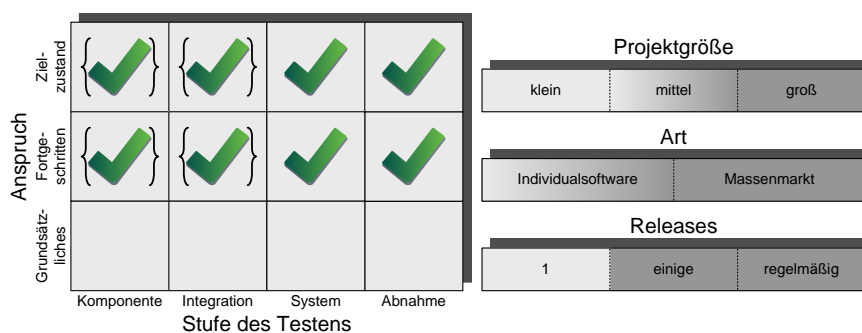 Anspruch
Ziel-
zustand
Fortge-
schritten
Grundsätz-
liches
{ } { }
{ } { }
Komponente Integration System Abnahme
Stufe des Testens
Projektgröße
klein mittel groß
Art
Individualsoftware Massenmarkt
Releases
1 einige regelmäßig